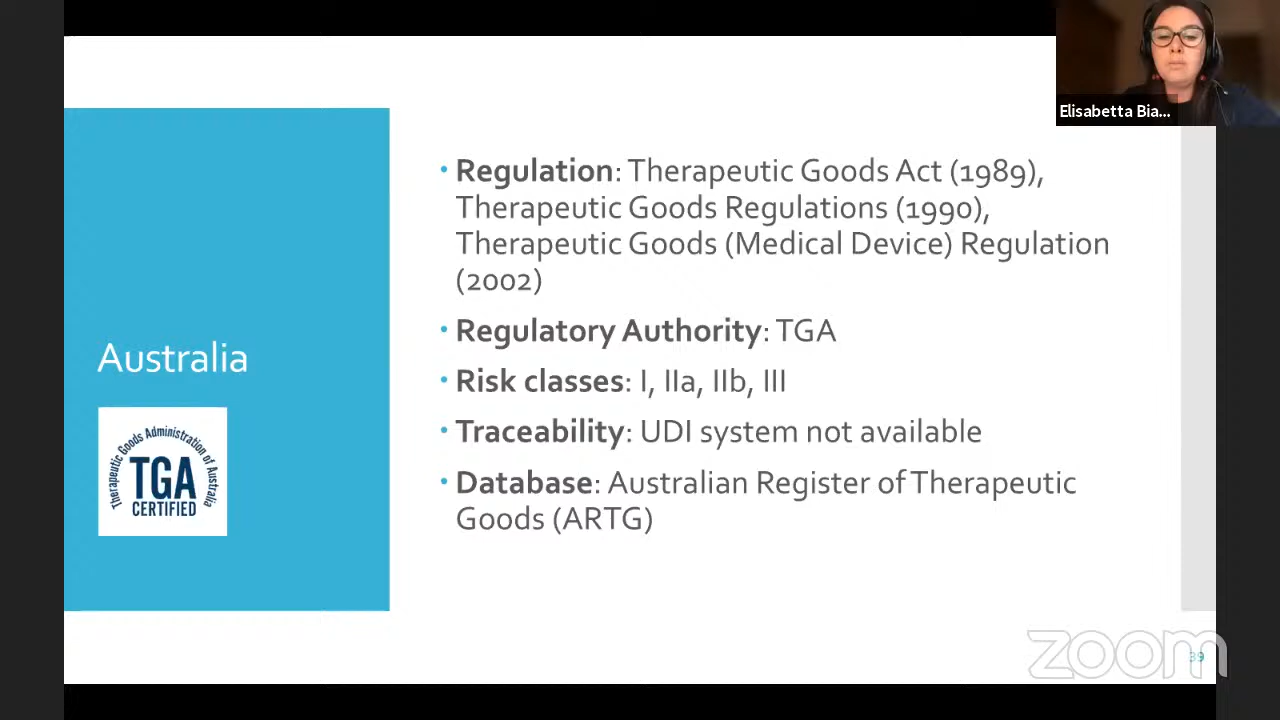 Elisabetta Bia...
• Regulation: Therapeutic Goods Act (1989),
Therapeutic Goods Regulations (1990),
Therapeutic Goods (Medical Device) Regulation
(2002)
• Regulatory Authority: TGA
• Risk classes: I, IIa, IIb, III
• Traceability: UDI system not available
• Database: Australian Register of Therapeutic
Goods (ARTG)
Australia
Therapeutic Goods Administration of Australia
TGA
CERTIFIED
zoom
39